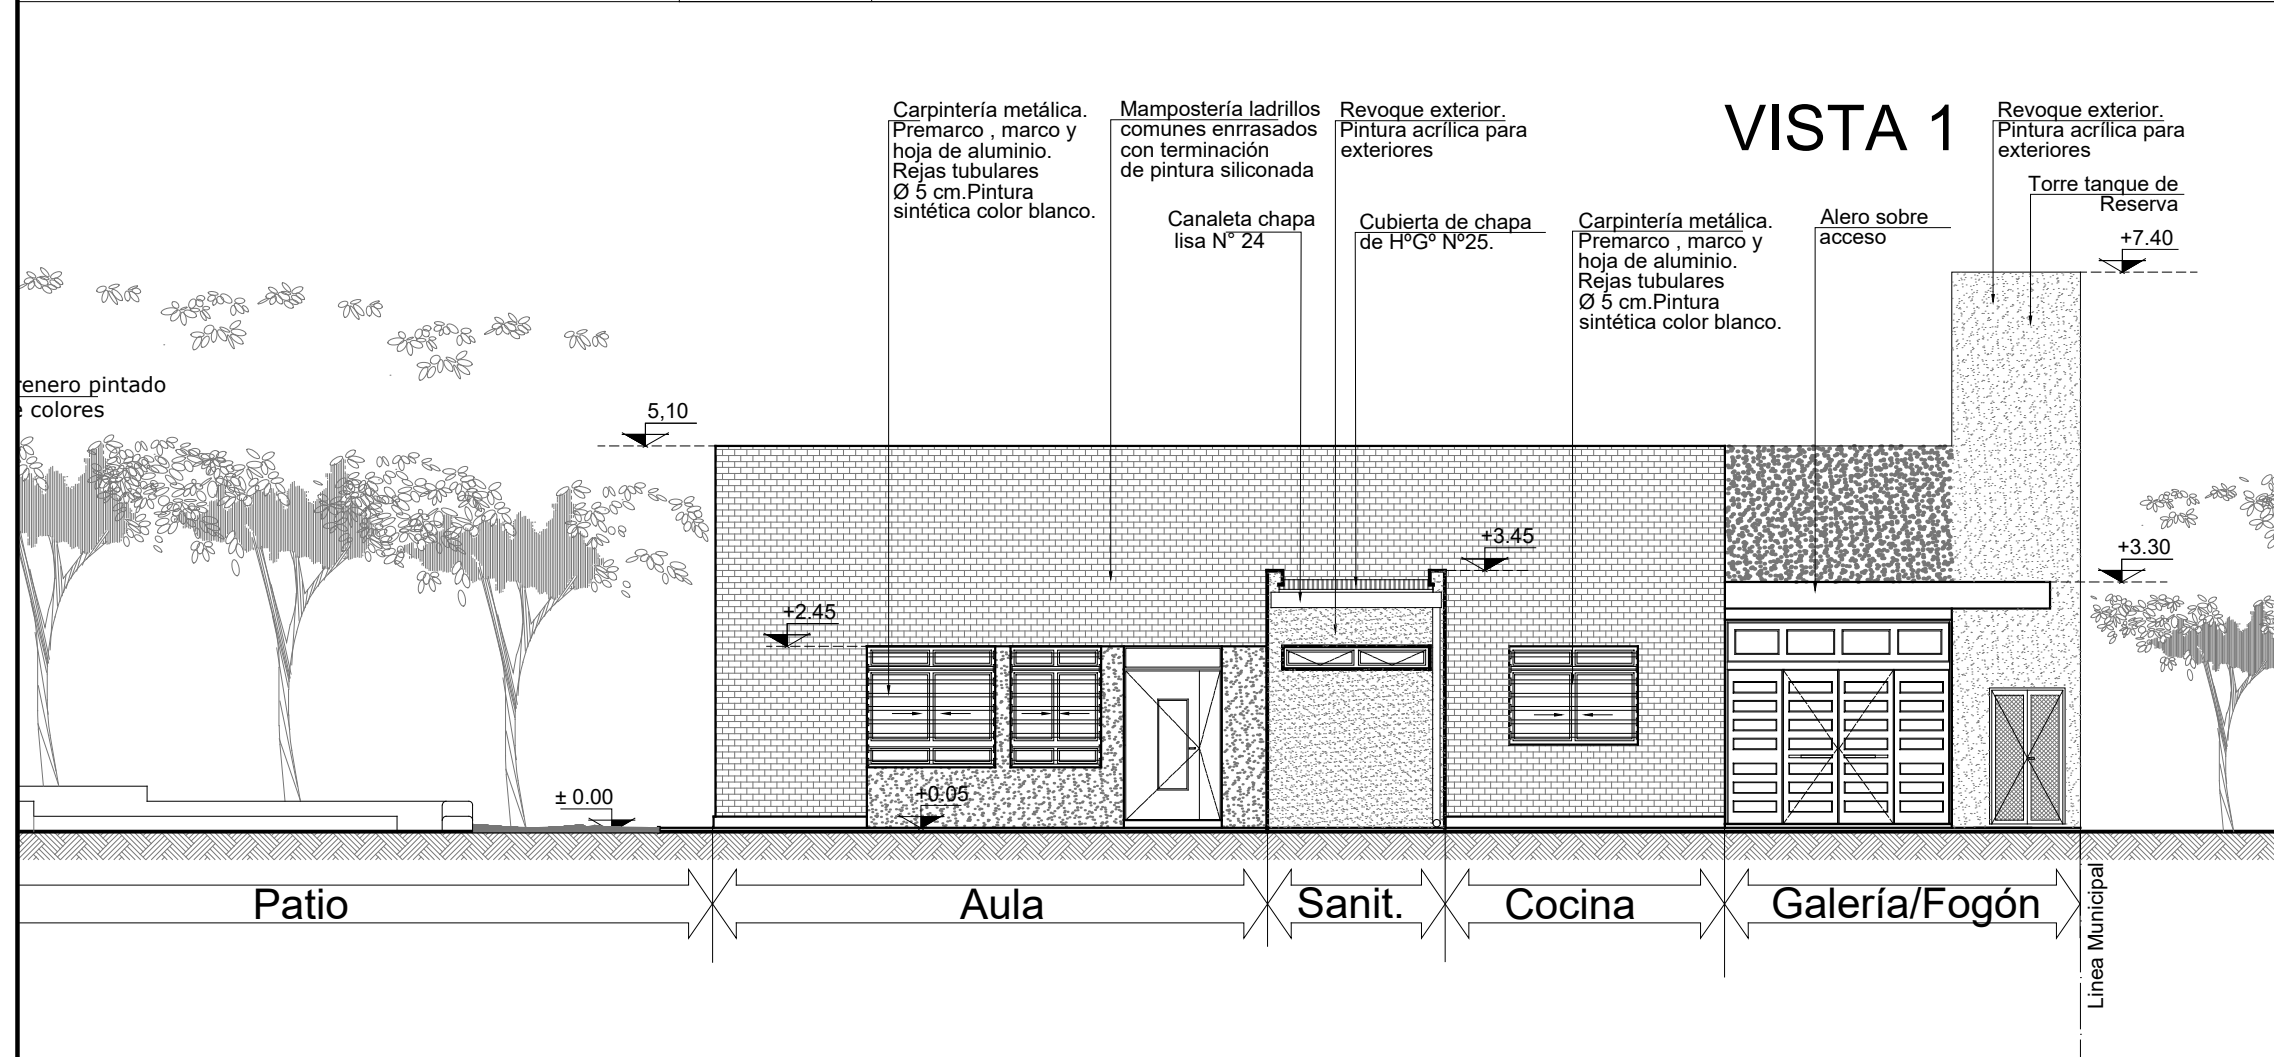 Carpintería metálica.
Premarco , marco y
hoja de aluminio.
Rejas tubulares
Ø 5 cm.Pintura
sintética color blanco.
Mampostería ladrillos
comunes enrrasados
con terminación
de pintura siliconada
Revoque exterior.
Pintura acrílica para
exteriores
VISTA 1
Revoque exterior.
Pintura acrílica para
exteriores
Torre tanque de
Reserva
Canaleta chapa
lisa N° 24
Cubierta de chapa
de HºGº Nº25.
Carpintería metálica.
Premarco , marco y
hoja de aluminio.
Rejas tubulares
Ø 5 cm.Pintura
sintética color blanco.
Alero sobre
acceso
+7.40
renero pintado
e colores
5,10
+3.45
+3.30
+2.45
± 0.00
+0.05
Patio
Aula
Sanit.
Cocina
Galería/Fogón
Linea Municipal